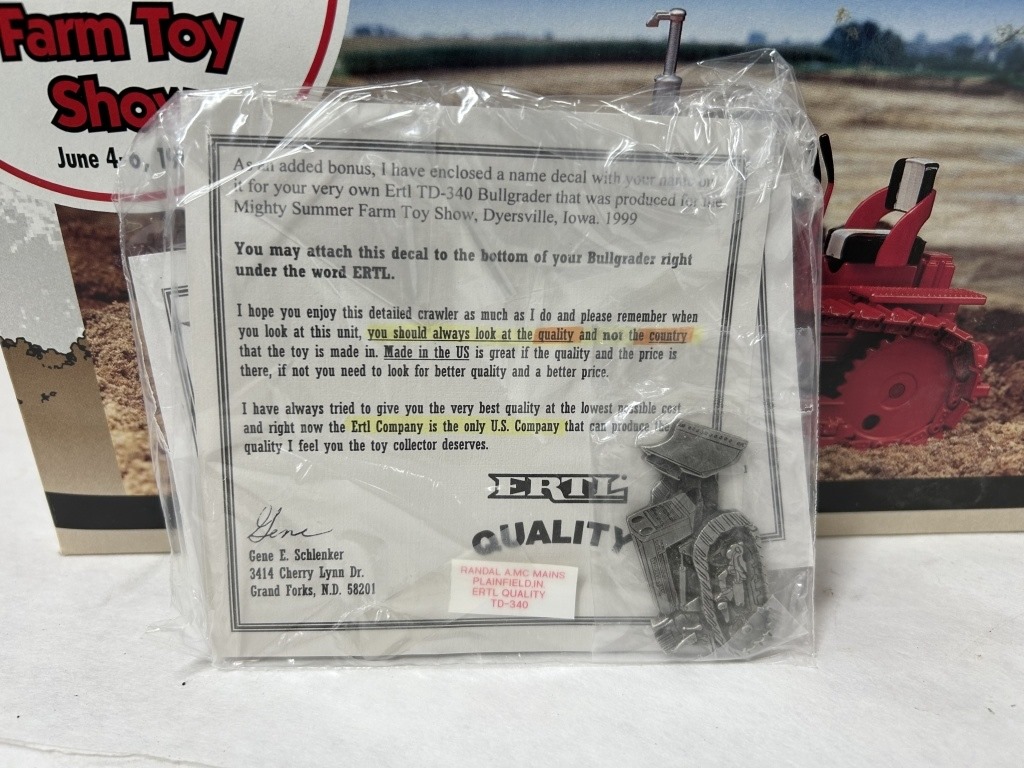 Farm Toy
Show
June 4-6, 19
As an added bonus, I have enclosed a name decal with your name on
it for your very own Ertl TD-340 Bullgrader that was produced for the
Mighty Summer Farm Toy Show, Dyersville, Iowa. 1999
You may attach this decal to the bottom of your Bullgrader right
under the word ERTL.
I hope you enjoy this detailed crawler as much as I do and please remember when
you look at this unit, you should always look at the quality and not the country
that the toy is made in. Made in the US is great if the quality and the price is
there, if not you need to look for better quality and a better price.
I have always tried to give you the very best quality at the lowest possible cost
and right now the Ertl Company is the only U.S. Company that can produce the
quality I feel you the toy collector deserves.
ERTL
QUALITY
Gene
Gene E. Schlenker
3414 Cherry Lynn Dr.
Grand Forks, N.D. 58201
RANDAL A.MC MAINS
PLAINFIELD,IN.
ERTL QUALITY
TD-340